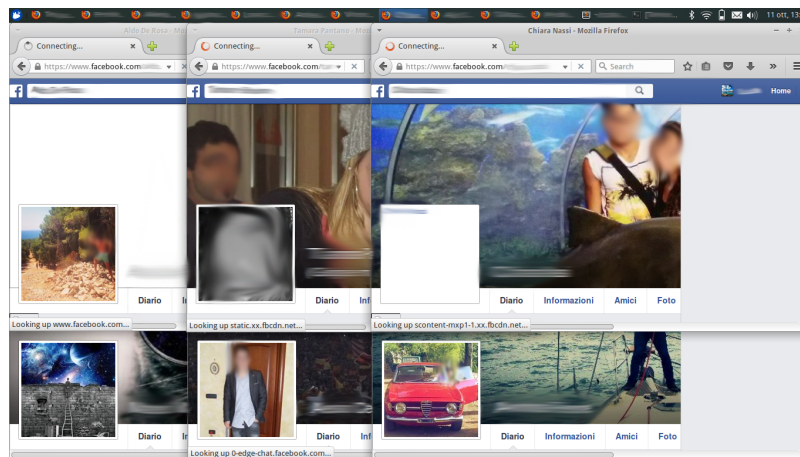 11 ott, 13
Aldo De Rosa - Mo
Tamara Pantana - Mo
Chiara Nassi - Mozilla Firefox
Connecting...
Connecting...
Connecting...
https://www.facebook.com
https://www.facebook.com/
https://www.facebook.com/
Search
Home
Diario
I
Diario
Inf
Diario
Informazioni
Amici
Foto
Looking up www.facebook.com...
Looking up static.xx.fbcdn.net...
Looking up scontent-mxp1-1.xx.fbcdn.net...
Diario
I
Diario
Inf
Diario
Informazioni
Amici
Foto
Looking up 0-edge-chat.facebook.com...